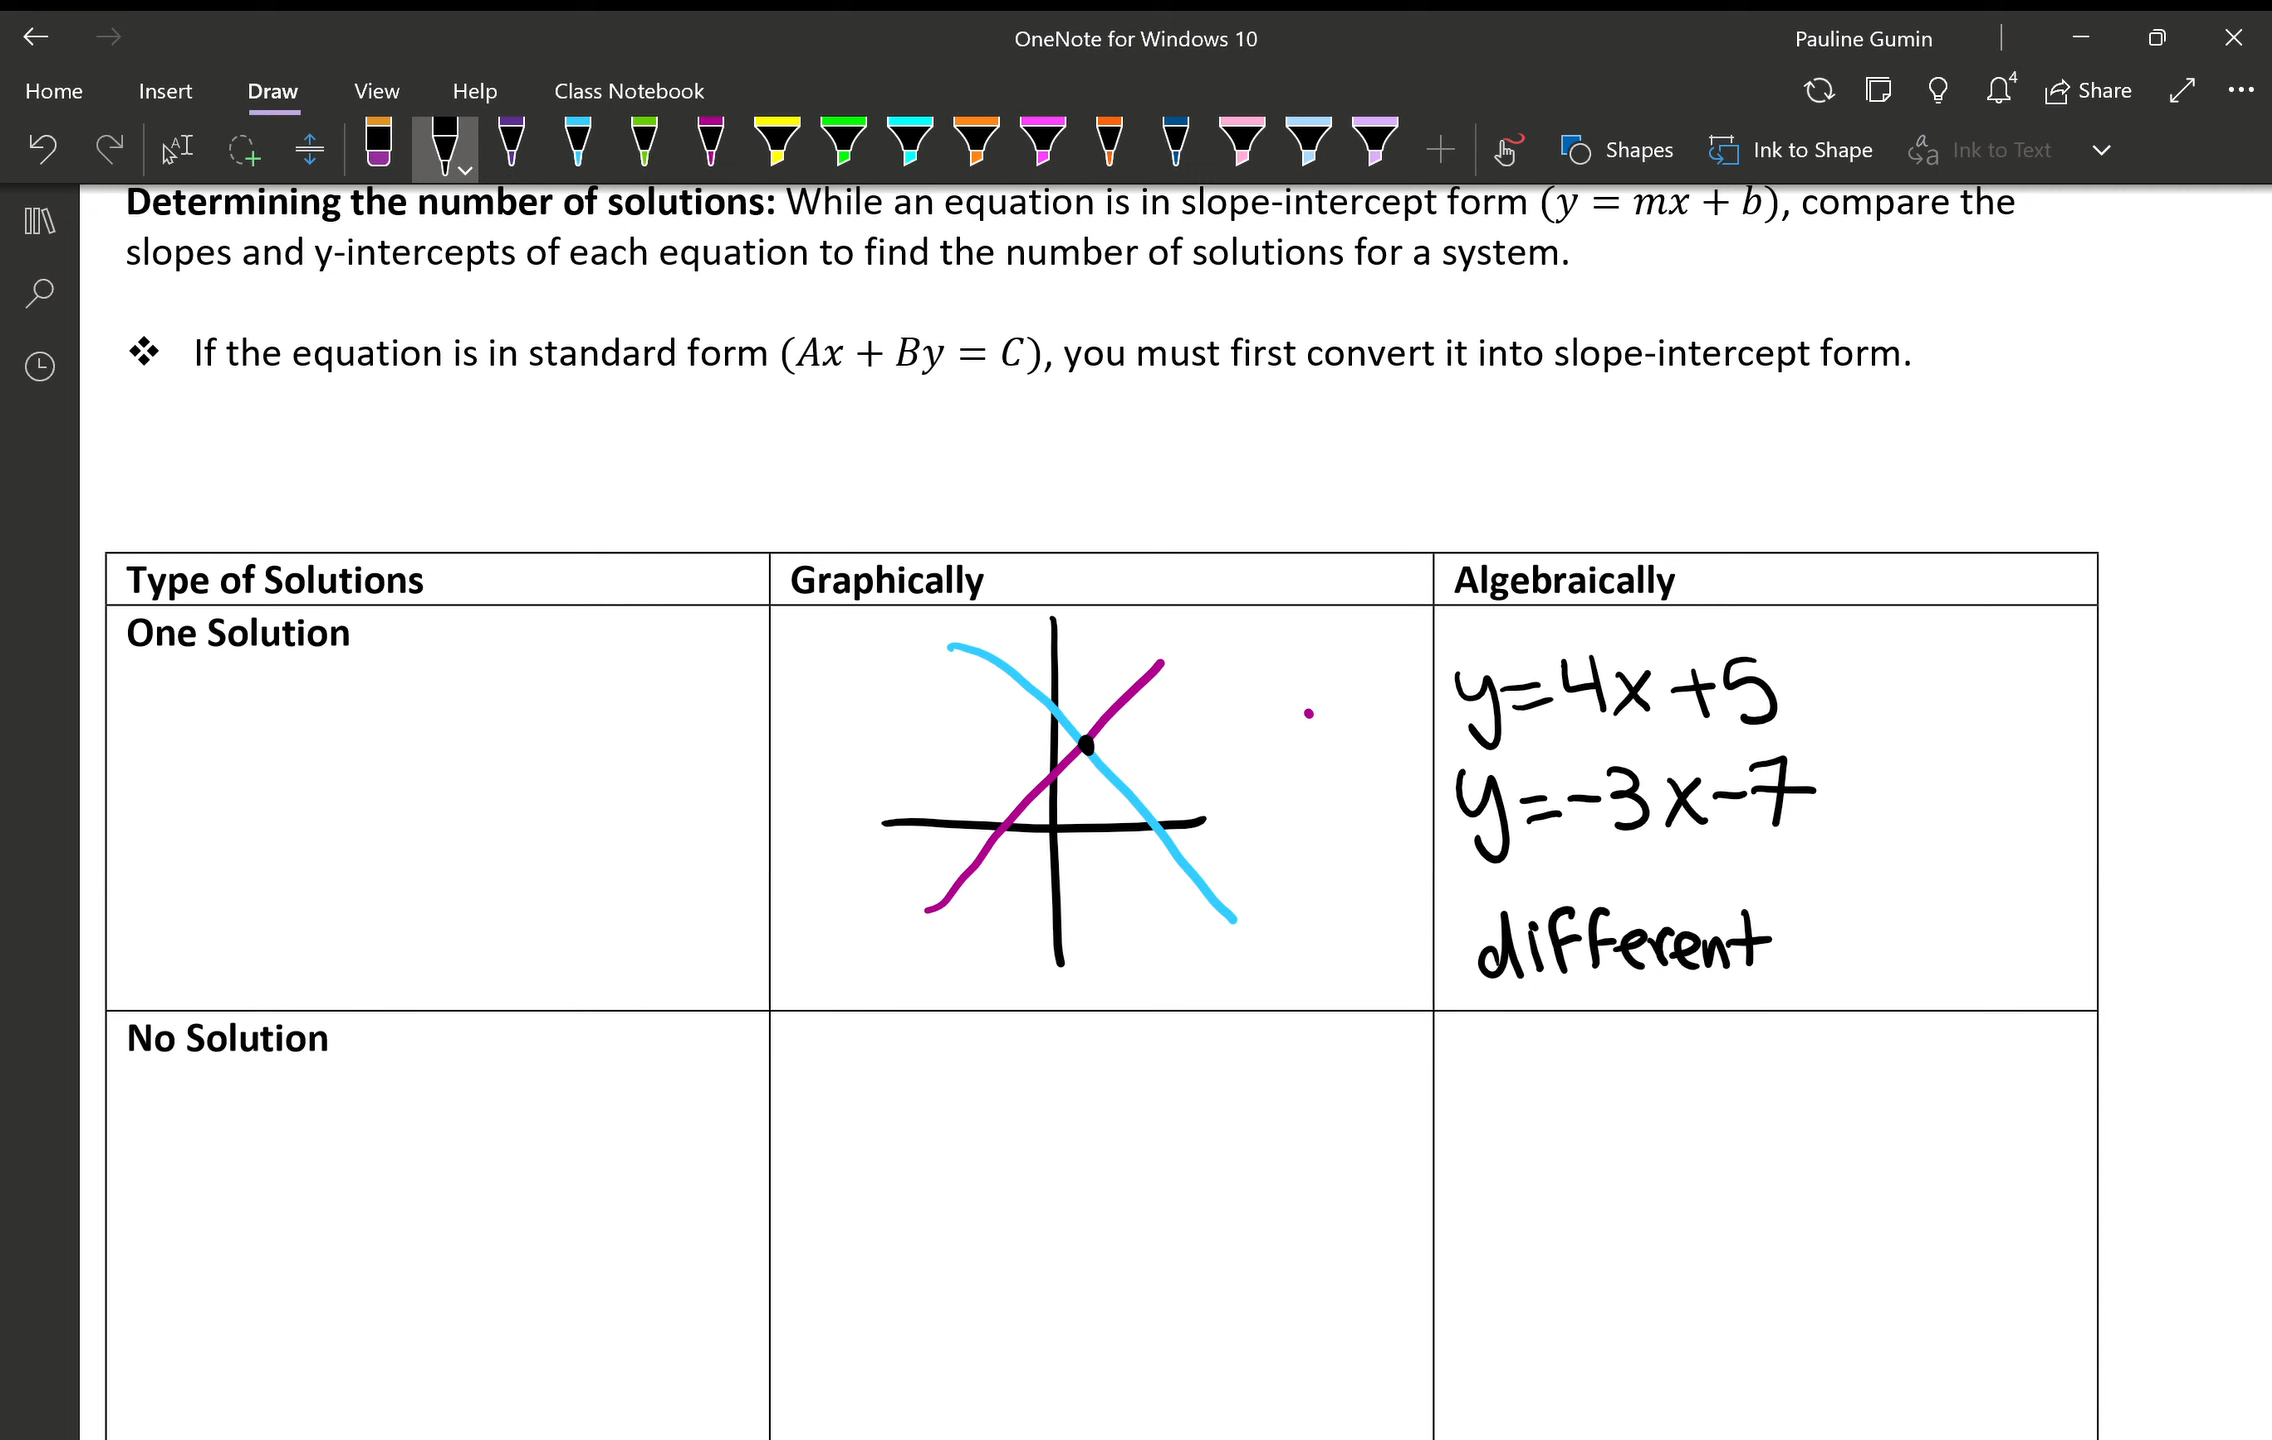 OneNote for Windows 10
Pauline Gumin
Home Insert Draw View Help Class Notebook
4
Share
Shapes Ink to Shape Ink to Text
Determining the number of solutions: While an equation is in slope-intercept form (y = mx + b), compare the
slopes and y-intercepts of each equation to find the number of solutions for a system.
❖ If the equation is in standard form (Ax + By = C), you must first convert it into slope-intercept form.
Type of Solutions Graphically Algebraically
One Solution
y=4x+5
y=-3x-7
different
No Solution